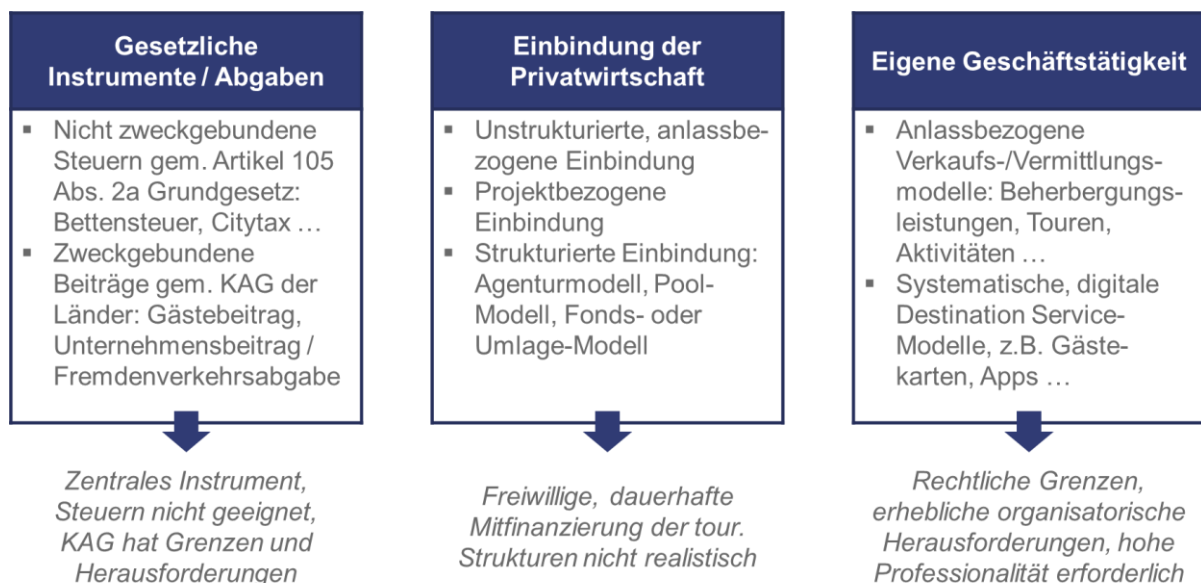 Gesetzliche
Instrumente / Abgaben
▪ Nicht zweckgebundene
Steuern gem. Artikel 105
Abs. 2a Grundgesetz:
Bettensteuer, Citytax …
▪ Zweckgebundene
Beiträge gem. KAG der
Länder: Gästebeitrag,
Unternehmensbeitrag /
Fremdenverkehrsabgabe
Zentrales Instrument,
Steuern nicht geeignet,
KAG hat Grenzen und
Herausforderungen
Einbindung der
Privatwirtschaft
▪ Unstrukturierte, anlassbe-
zogene Einbindung
▪ Projektbezogene
Einbindung
▪ Strukturierte Einbindung:
Agenturmodell, Pool-
Modell, Fonds- oder
Umlage-Modell
Freiwillige, dauerhafte
Mitfinanzierung der tour.
Strukturen nicht realistisch
Eigene Geschäftstätigkeit
▪ Anlassbezogene
Verkaufs-/Vermittlungs-
modelle: Beherbergungs-
leistungen, Touren,
Aktivitäten …
▪ Systematische, digitale
Destination Service-
Modelle, z.B. Gäste-
karten, Apps …
Rechtliche Grenzen,
erhebliche organisatorische
Herausforderungen, hohe
Professionalität erforderlich